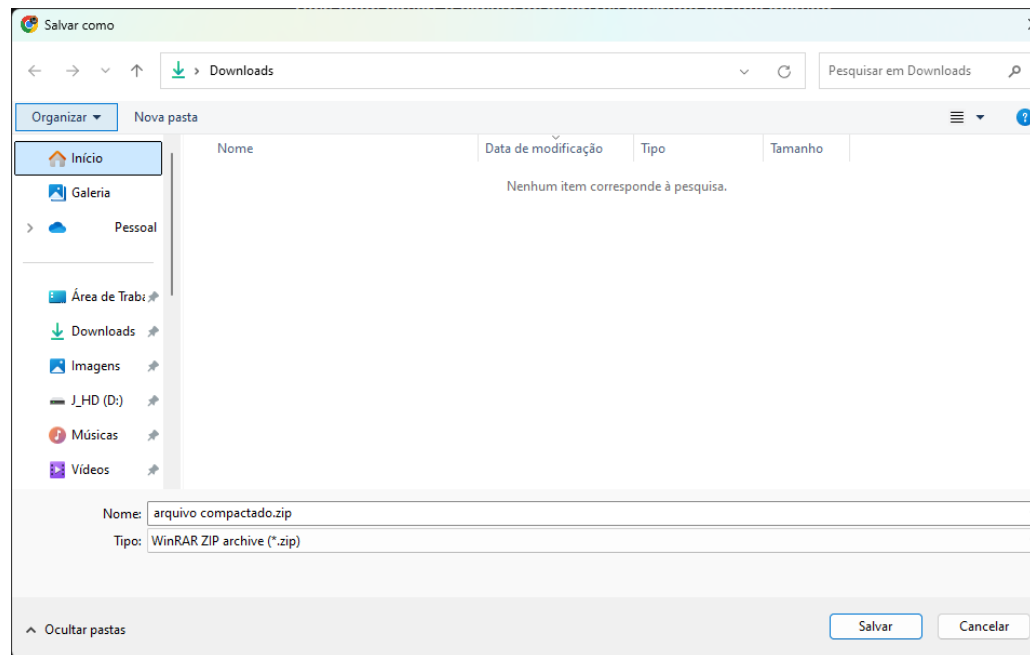 Salvar como
Downloads
Pesquisar em Downloads
Organizar
Nova pasta
Nome
Data de modificação
Tipo
Tamanho
Nenhum item corresponde à pesquisa.
Início
Galeria
Pessoal
Área de Trab
Downloads
Imagens
J_HD (D:)
Músicas
Vídeos
Nome: arquivo compactado.zip
Tipo: WinRAR ZIP archive (*.zip)
Ocultar pastas
Salvar
Cancelar